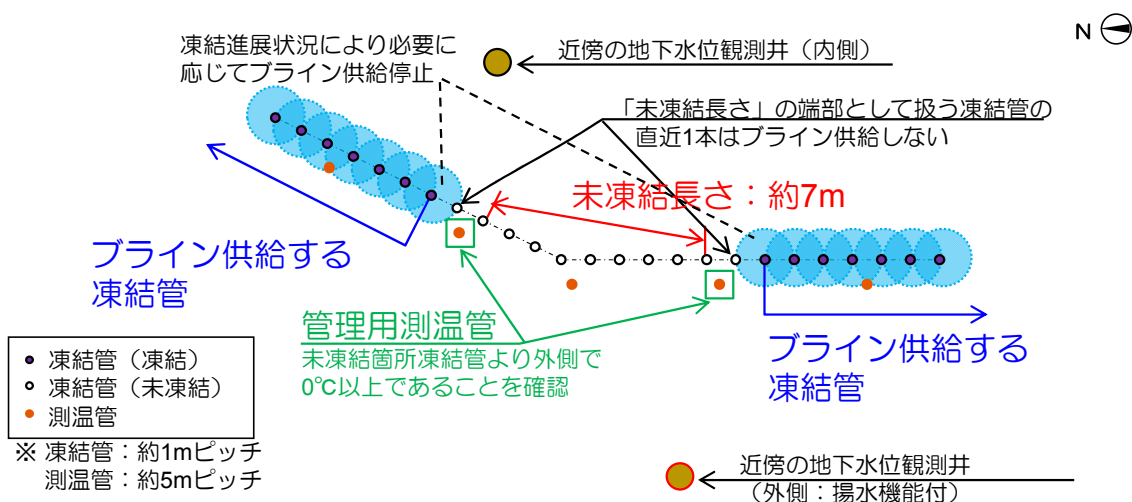 N
凍結進展状況により必要に
応じてブライン供給停止
近傍の地下水位観測井（内側）
「未凍結長さ」の端部として扱う凍結管の
直近1本はブライン供給しない
未凍結長さ：約7m
ブライン供給する
凍結管
管理用測温管
未凍結箇所凍結管より外側で
0℃以上であることを確認
ブライン供給する
凍結管
凍結管（凍結）
凍結管（未凍結）
測温管
※ 凍結管：約1mピッチ
測温管：約5mピッチ
近傍の地下水位観測井
（外側：揚水機能付）